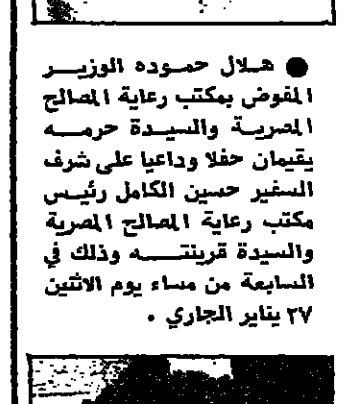 ● هلال حموده الوزير
المفوض بمكتب رعاية المصالح
المصرية والسيدة حرمه
يقيمان حفلا وداعيا على شرف
السفير حسين الكامل رئيس
مكتب رعاية المصالح المصرية
والسيدة قرينته وذلك في
السابعة من مساء يوم الاثنين
٢٧ يناير الجاري .